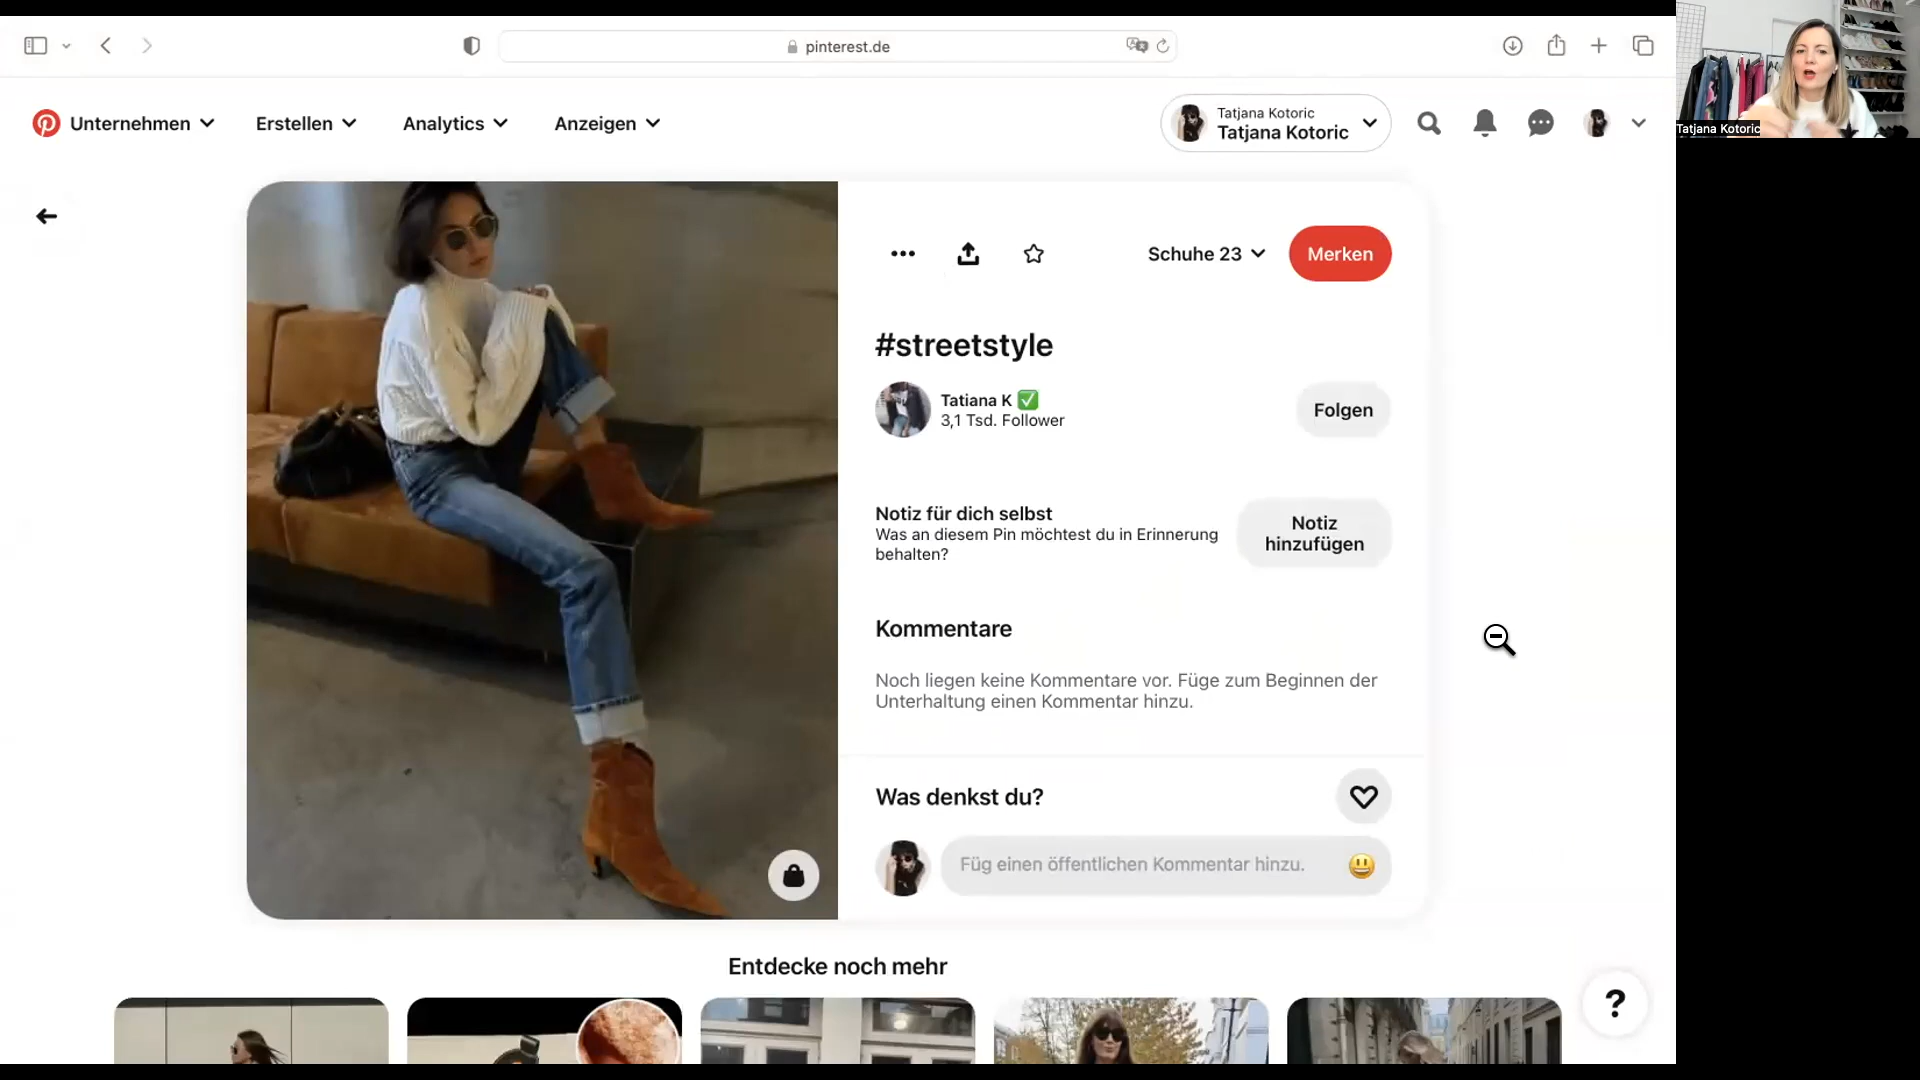 pinterest.de
Unternehmen
Erstellen
Analytics
Anzeigen
Tatjana Kotoric
Tatjana Kotoric
Tatjana Kotoric
Schuhe 23
Merken
#streetstyle
Tatiana K ✅
3,1 Tsd. Follower
Folgen
Notiz für dich selbst
Was an diesem Pin möchtest du in Erinnerung
behalten?
Notiz
hinzufügen
Kommentare
Noch liegen keine Kommentare vor. Füge zum Beginnen der
Unterhaltung einen Kommentar hinzu.
Was denkst du?
Füg einen öffentlichen Kommentar hinzu.
Entdecke noch mehr
?